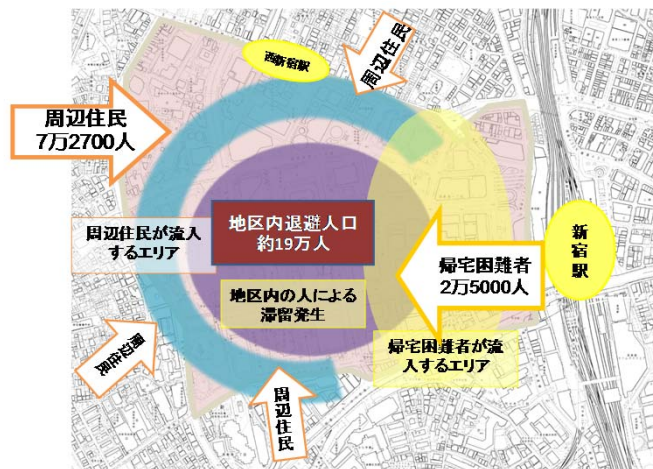 西新宿駅
周辺住民
周辺住民
7万2700人
地区内退避人口
約19万人
周辺住民が流入
するエリア
新宿駅
帰宅困難者
2万5000人
地区内の人による
滞留発生
帰宅困難者が流
入するエリア
周辺住民
周辺住民